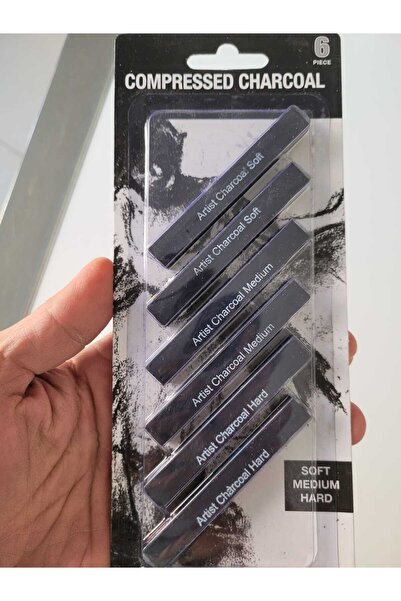 6
PIECE
COMPRESSED CHARCOAL
Artist Charcoal Soft
Artist Charcoal Soft
Artist Charcoal Medium
Artist Charcoal Medium
Artist Charcoal Hard
Artist Charcoal Hard
SOFT
MEDIUM
HARD